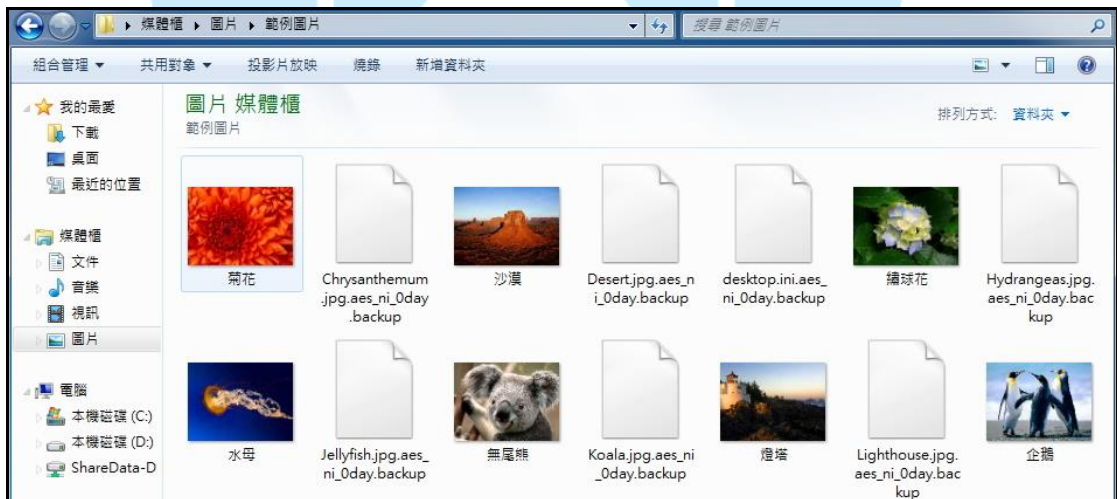 媒體櫃 ▸ 圖片 ▸ 範例圖片
搜尋 範例圖片
組合管理 ▼ 共用對象 ▼ 投影片放映 燒錄 新增資料夾
我的最愛
下載
桌面
最近的位置
媒體櫃
文件
音樂
視訊
圖片
電腦
本機磁碟 (C:)
本機磁碟 (D:)
ShareData-D
圖片 媒體櫃
範例圖片
排列方式: 資料夾 ▼
菊花
Chrysanthemum
.jpg.aes_ni_0day
.backup
沙漠
Desert.jpg.aes_n
i_0day.backup
desktop.ini.aes_
ni_0day.backup
繡球花
Hydrangeas.jpg.
aes_ni_0day.bac
kup
水母
Jellyfish.jpg.aes_
ni_0day.backup
無尾熊
Koala.jpg.aes_ni
_0day.backup
燈塔
Lighthouse.jpg.
aes_ni_0day.bac
kup
企鵝